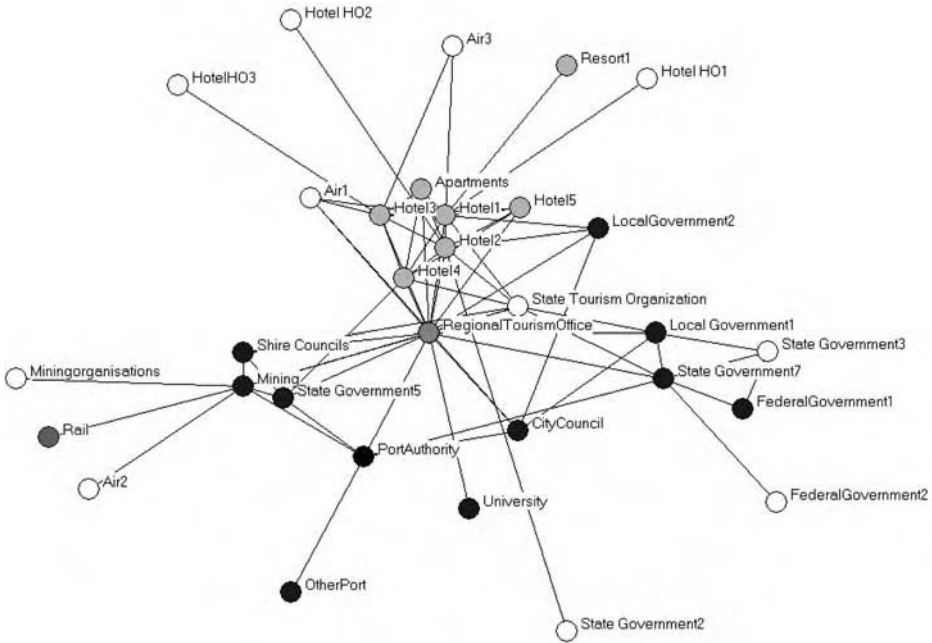 Hotel HO2
Air3
Resort1
HotelHO3
Hotel HO1
Apartments
Air1
Hotel3
Hotel1
Hotel5
LocalGovernment2
Hotel2
Hotel4
State Tourism Organization
RegionalTourismOffice
Local Government1
Shire Councils
State Government3
Miningorganisations
Mining
State Government7
State Government5
FederalGovernment1
Rail
CityCouncil
PortAuthority
Air2
University
FederalGovernment2
OtherPort
State Government2